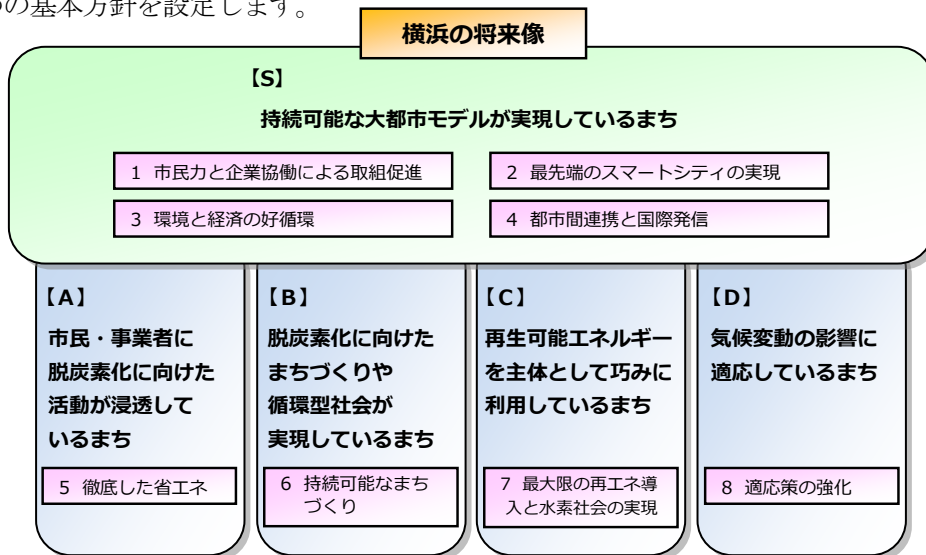 の基本方針を設定します。
横浜の将来像
【S】
持続可能な大都市モデルが実現しているまち
1 市民力と企業協働による取組促進
2 最先端のスマートシティの実現
3 環境と経済の好循環
4 都市間連携と国際発信
【A】
市民・事業者に
脱炭素化に向けた
活動が浸透して
いるまち
5 徹底した省エネ
【B】
脱炭素化に向けた
まちづくりや
循環型社会が
実現しているまち
6 持続可能なまち
づくり
【C】
再生可能エネルギー
を主体として巧みに
利用しているまち
7 最大限の再エネ導
入と水素社会の実現
【D】
気候変動の影響に
適応しているまち
8 適応策の強化